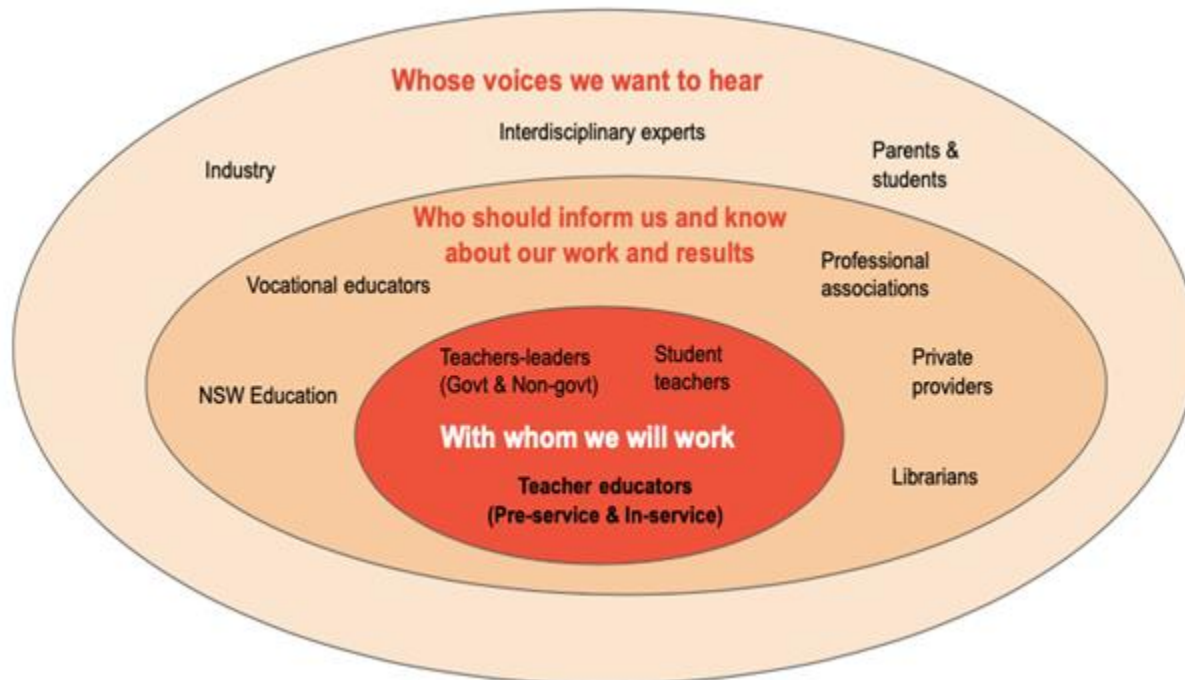 Whose voices we want to hear
Interdisciplinary experts
Industry
Parents &
students
Who should inform us and know
about our work and results
Vocational educators
Professional
associations
Teachers-leaders
(Govt & Non-govt)
Student
teachers
Private
providers
NSW Education
With whom we will work
Librarians
Teacher educators
(Pre-service & In-service)